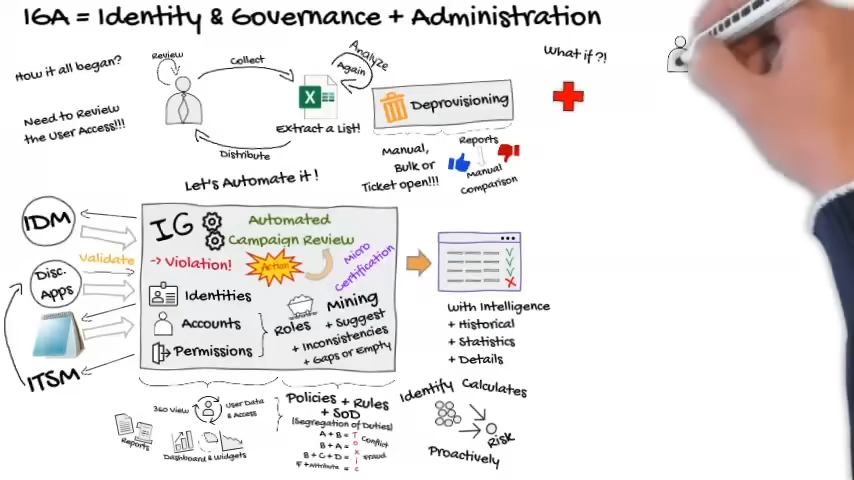 IGA = Identity & Governance + Administration
How it all began?
Need to Review
the User Access!!!
Review
Collect
Distribute
Extract a List!
Analyze
Again
Deprovisioning
Manual,
Bulk or
Ticket open!!!
Reports
Manual
Comparison
What if?!
Let's Automate it!
IDM
Validate
Disc.
Apps
ITSM
IG
Automated
Campaign Review
-> Violation!
Action
Micro
Certification
Identities
Accounts
Permissions
Roles
Mining
+ Suggest
+ Inconsistencies
+ Gaps or Empty
with Intelligence
+ Historical
+ Statistics
+ Details
Reports
360 View
User Data
& Access
Dashboard & Widgets
Policies + Rules
+ SoD
(Segregation of Duties)
A + B = T
B + A = O
B + C + D = X I
F + Attribute = C
Conflict
Fraud
Identify Calculates
Risk
Proactively